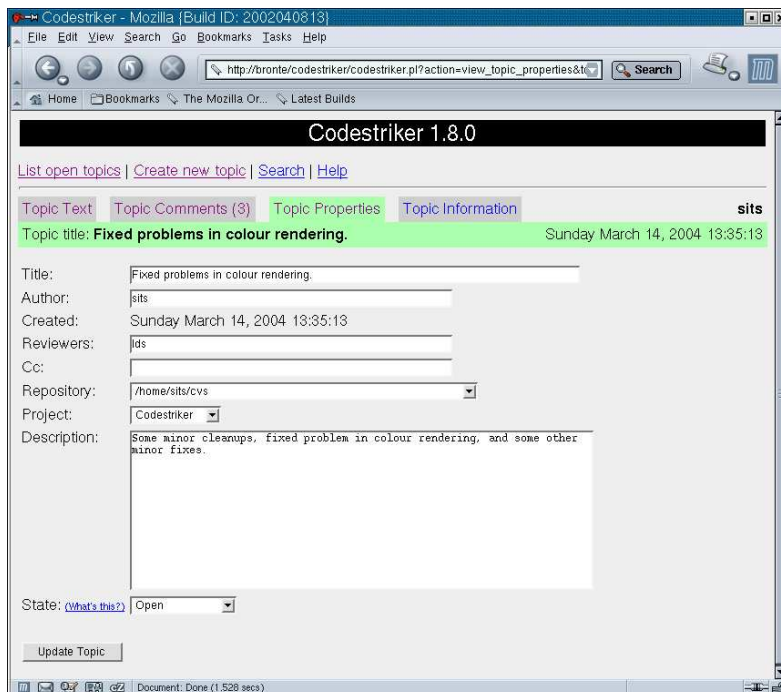 Codestriker - Mozilla {Build ID: 2002040813}
File Edit View Search Go Bookmarks Tasks Help
http://bronte/codestriker/codestriker.pl?action=view_topic_properties&to Search
Home Bookmarks The Mozilla Or... Latest Builds
Codestriker 1.8.0
List open topics | Create new topic | Search | Help
Topic Text Topic Comments (3) Topic Properties Topic Information sits
Topic title: Fixed problems in colour rendering. Sunday March 14, 2004 13:35:13
Title: Fixed problems in colour rendering.
Author: sits
Created: Sunday March 14, 2004 13:35:13
Reviewers: lds
Cc:
Repository: /home/sits/cvs
Project: Codestriker
Description: Some minor cleanups, fixed problem in colour rendering, and some other
minor fixes.
State: (What's this?) Open
Update Topic
Document: Done (1.528 secs)